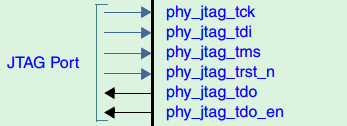 phy_jtag_tck
phy_jtag_tdi
phy_jtag_tms
JTAG Port
phy_jtag_trst_n
phy_jtag_tdo
phy_jtag_tdo_en